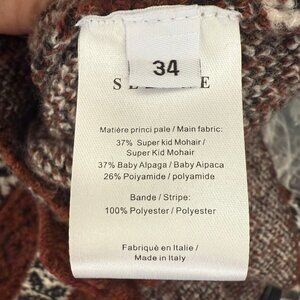 34
Matière princi pale / Main fabric:
37% Super kid Mohair /
Super Kid Mohair
37% Baby Alpaga / Baby Aipaca
26% Poiyamide / polyamide
Bande / Stripe:
100% Polyester / Polyester
Fabriquè en Italie /
Made in Italy